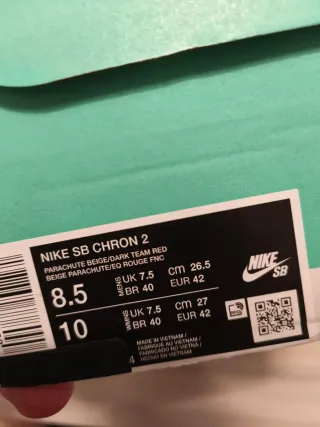 NIKE SB CHRON 2
PARACHUTE BEIGE/DARK TEAM RED
BEIGE PARACHUTE/EQ ROUGE FNC
8.5 MENS UK 7.5 CM 26.5
BR 40 EUR 42
10 WMNS UK 7.5 CM 27
BR 40 EUR 42
MADE IN VIETNAM /
FABRIQUÉ AU VIETNAM /
HECHO EN VIETNAM
NIKE
SB